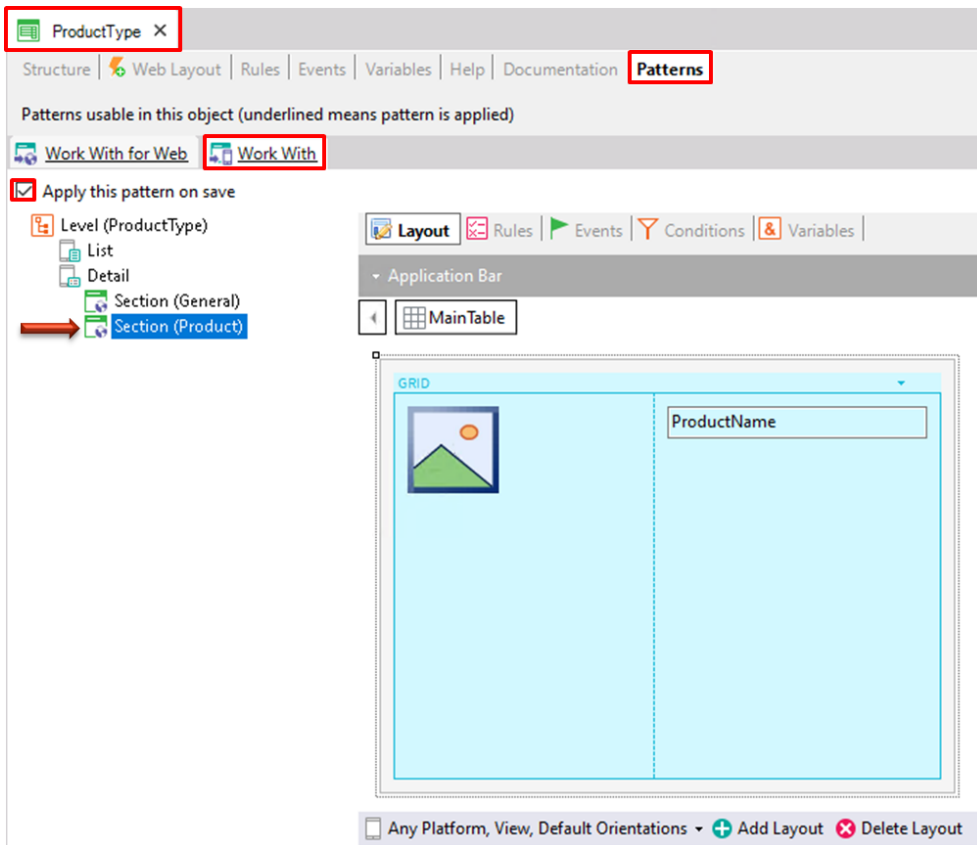 ProductType
Structure Web Layout Rules Events Variables Help Documentation Patterns
Patterns usable in this object (underlined means pattern is applied)
Work With for Web Work With
Apply this pattern on save
Level (ProductType)
List
Detail
Section (General)
Section (Product)
Layout Rules Events Conditions & Variables
Application Bar
MainTable
GRID
ProductName
Any Platform, View, Default Orientations Add Layout Delete Layout